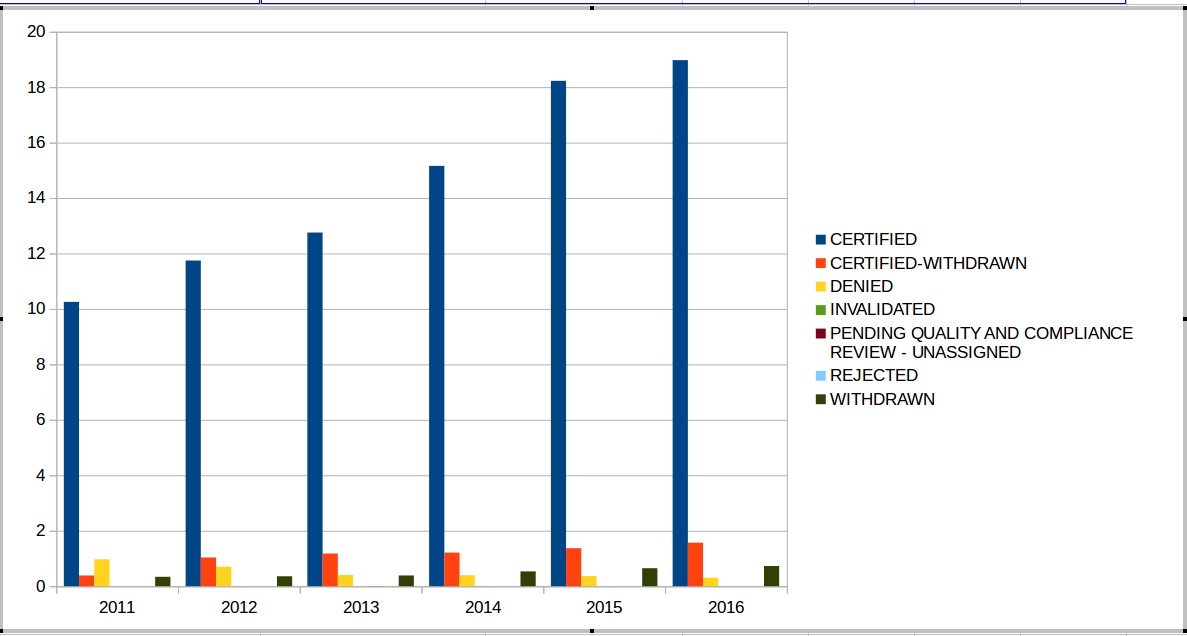 20
18
16
14
12
10
8
6
4
2
0
2011 2012 2013 2014 2015 2016
CERTIFIED
CERTIFIED-WITHDRAWN
DENIED
INVALIDATED
PENDING QUALITY AND COMPLIANCE
REVIEW - UNASSIGNED
REJECTED
WITHDRAWN